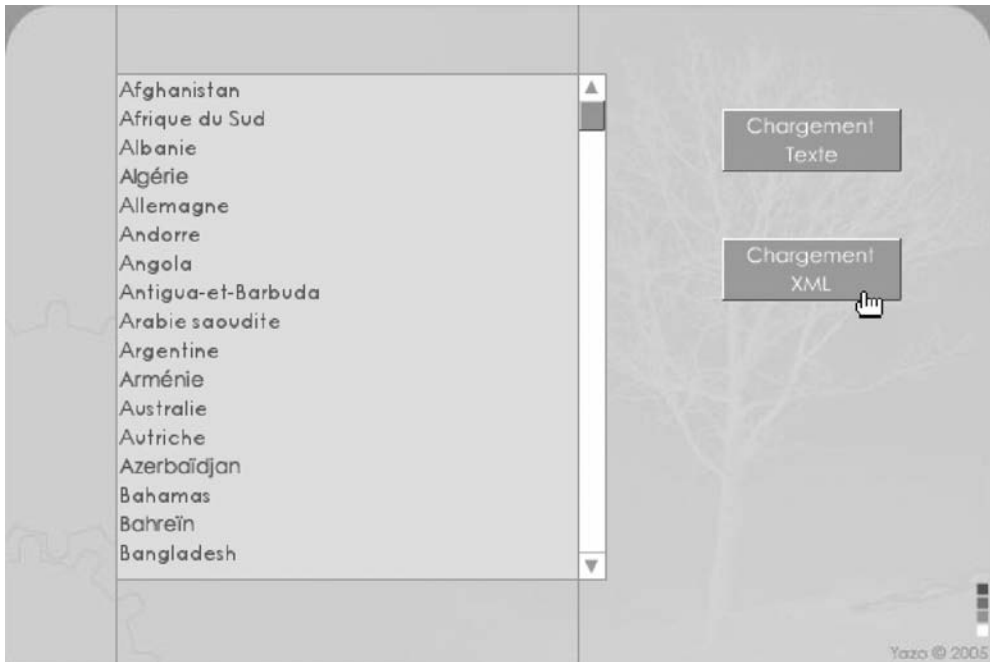 Afghanistan
Afrique du Sud
Albanie
Algérie
Allemagne
Andorre
Angola
Antigua-et-Barbuda
Arabie saoudite
Argentine
Arménie
Australie
Autriche
Azerbaïdjan
Bahamas
Bahreïn
Bangladesh
Chargement
Texte
Chargement
XML
Yazo © 2005